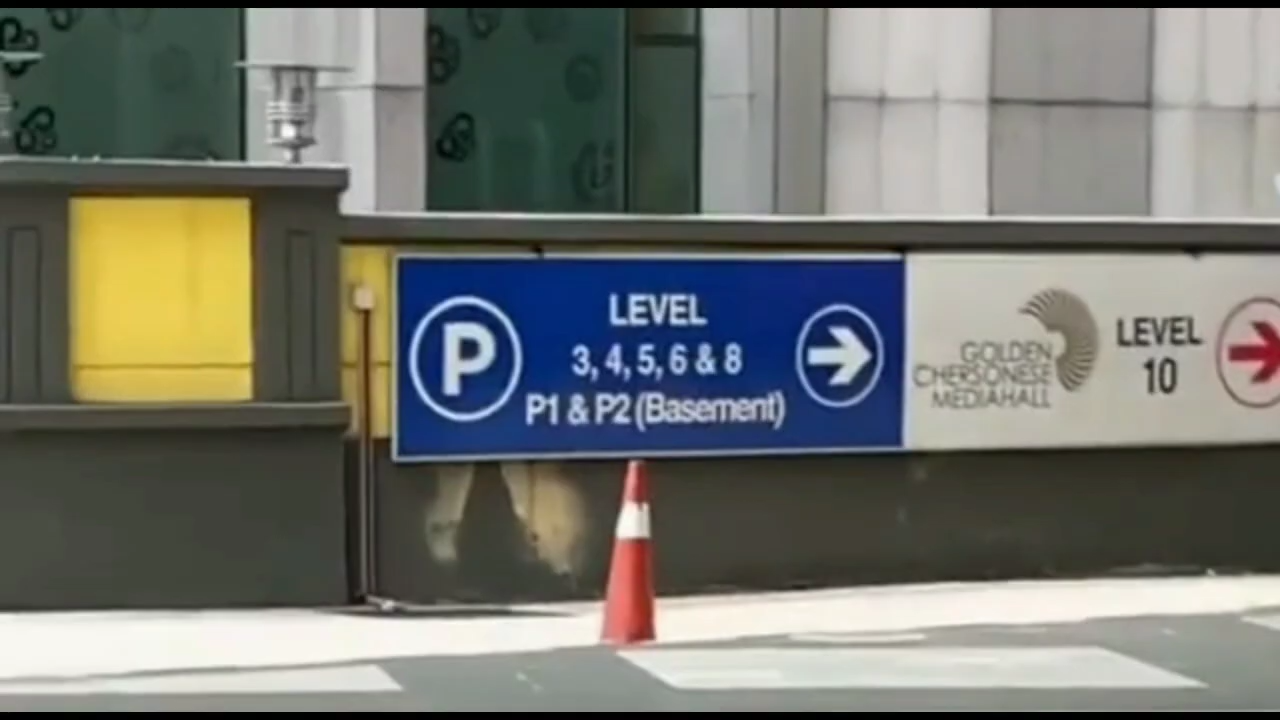 P
LEVEL
3, 4, 5, 6 & 8
P1 & P2 (Basement)
GOLDEN
CHERSONESE
MEDIAHALL
LEVEL
10